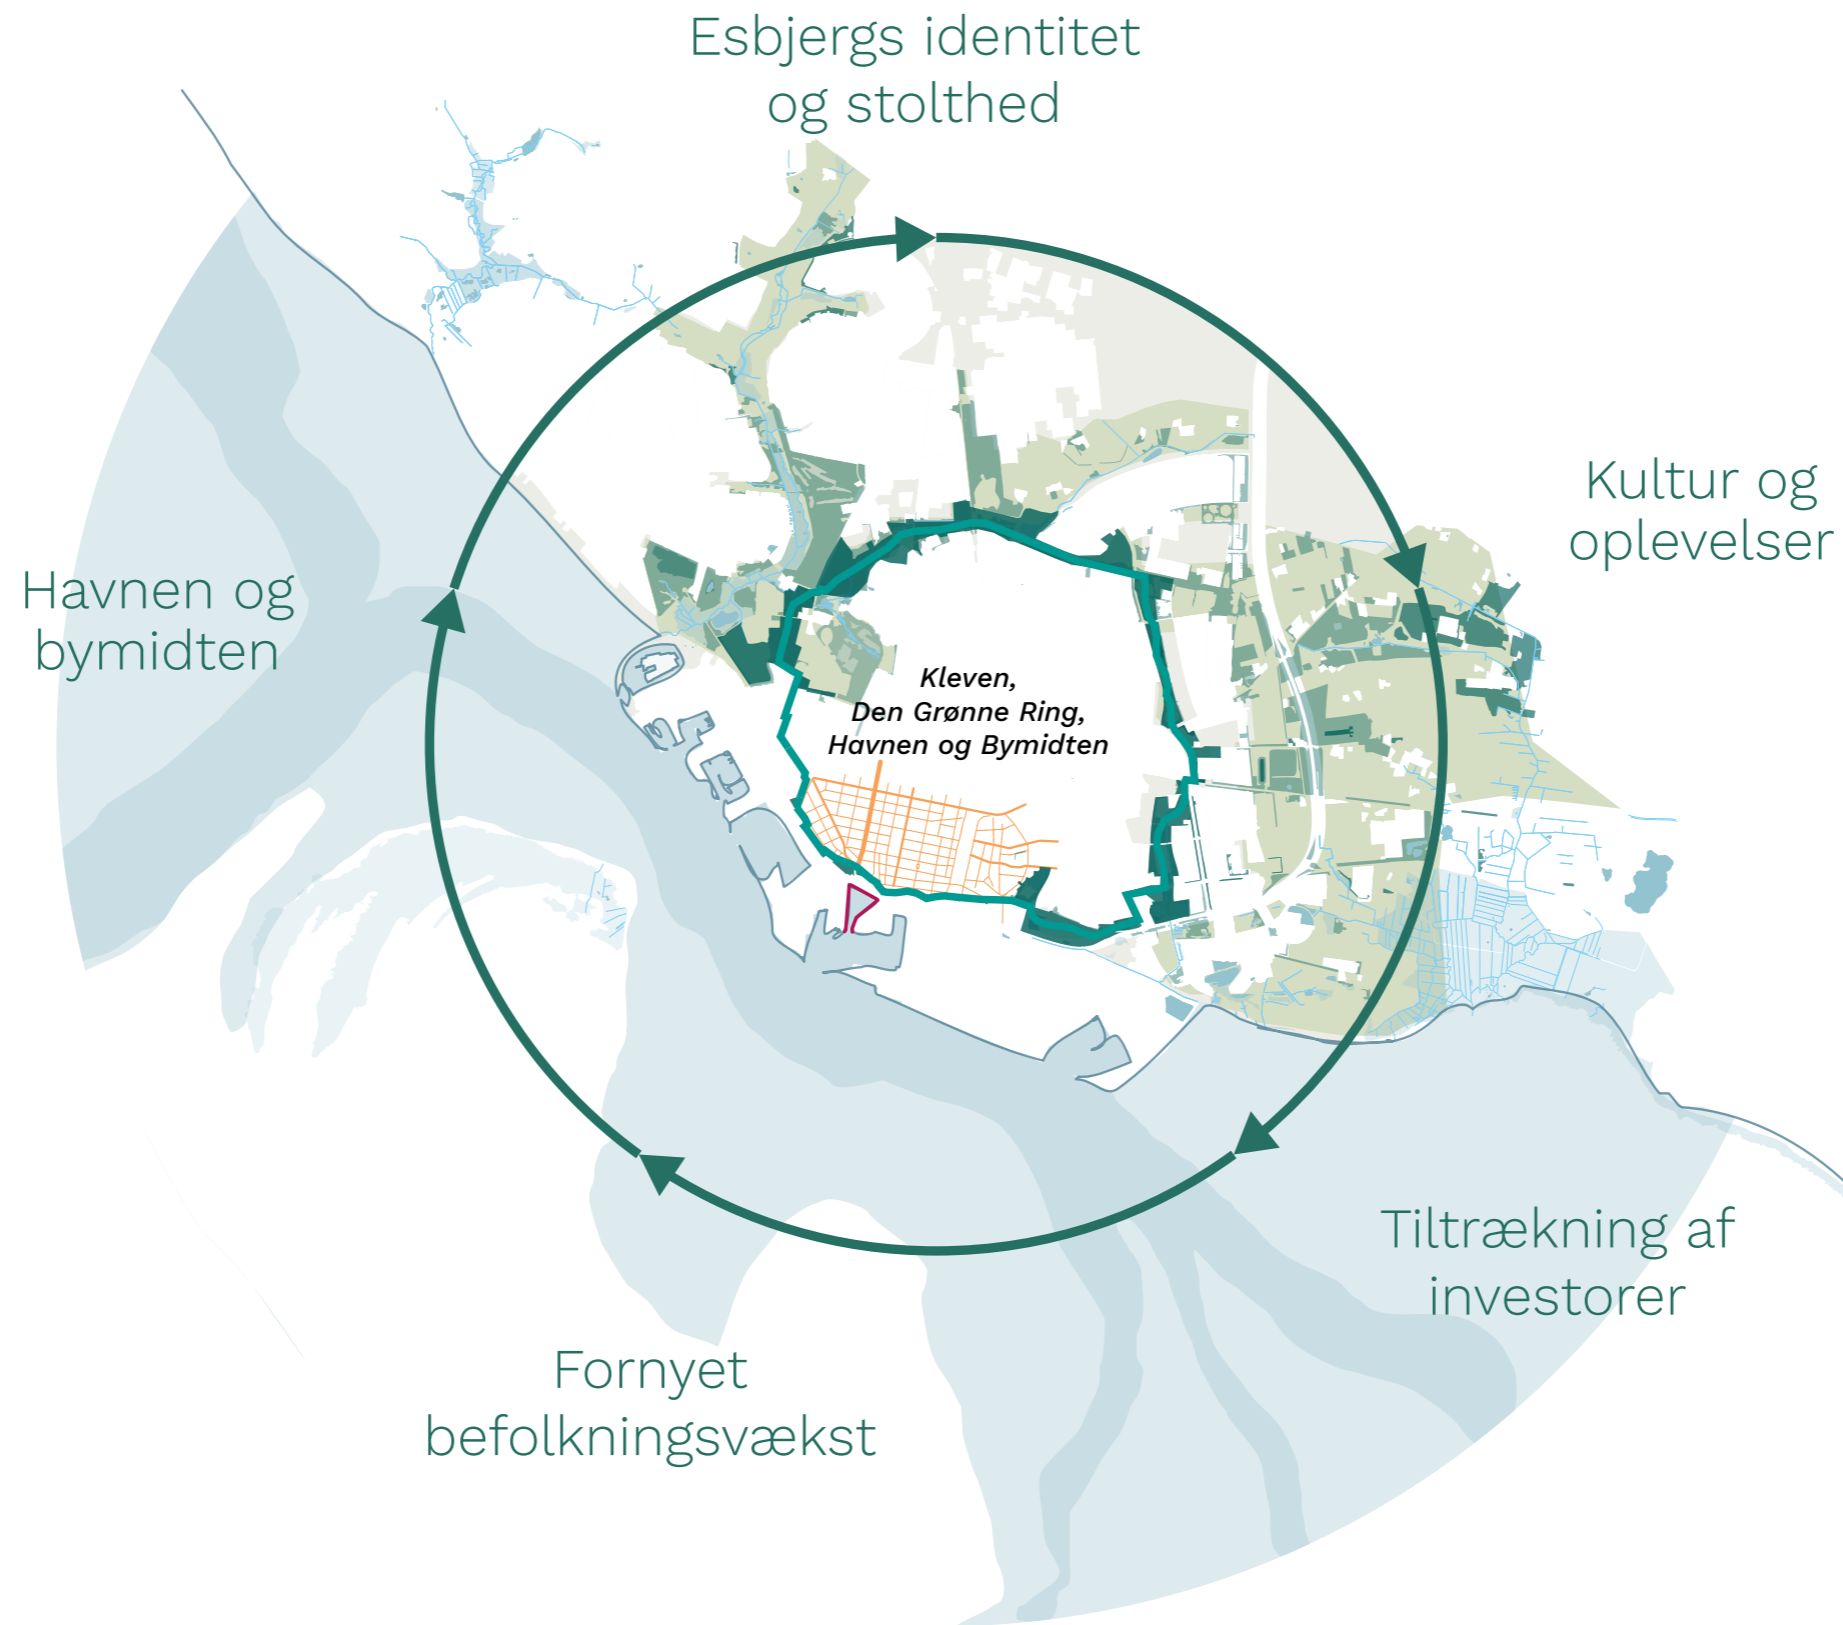 Esbjergs identitet
og stolthed
Kultur og
oplevelser
Havnen og
bymidten
Kleven,
Den Grønne Ring,
Havnen og Bymidten
Tiltrækning af
investorer
Fornyet
befolkningsvækst